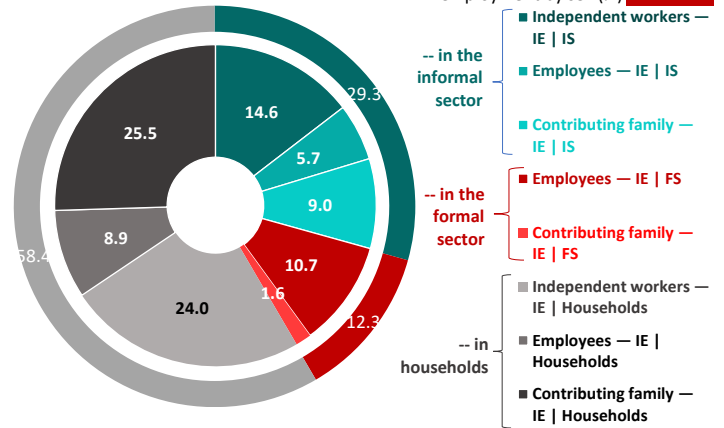 -- in the
informal
sector
Independent workers —
IE | IS
Employees — IE | IS
Contributing family —
IE | IS
-- in the
formal
sector
Employees — IE | FS
Contributing family —
IE | FS
-- in
households
Independent workers —
IE | Households
Employees — IE |
Households
Contributing family —
IE | Households
14.6
29.3
5.7
9.0
10.7
1.6
12.3
24.0
8.9
25.5
58.4